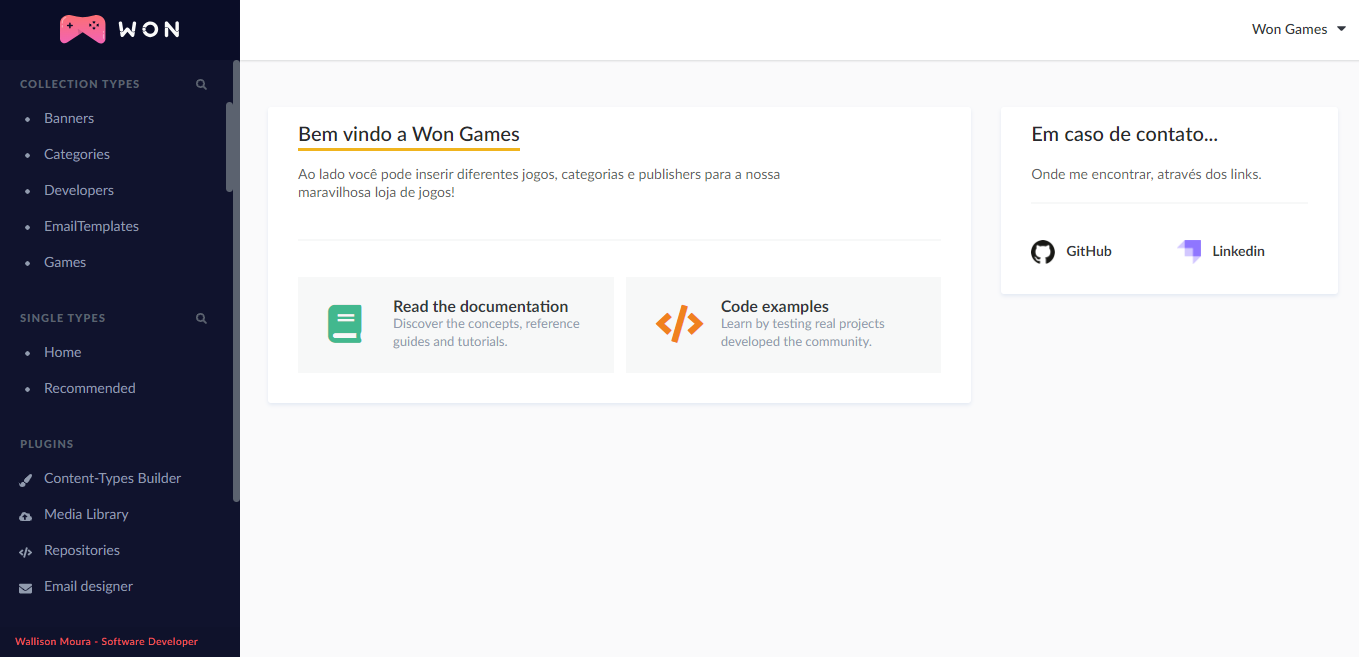 WON
Won Games
COLLECTION TYPES
Banners
Categories
Developers
EmailTemplates
Games
SINGLE TYPES
Home
Recommended
PLUGINS
Content-Types Builder
Media Library
Repositories
Email designer
Wallison Moura - Software Developer
Bem vindo a Won Games
Ao lado você pode inserir diferentes jogos, categorias e publishers para a nossa
maravilhosa loja de jogos!
Read the documentation
Discover the concepts, reference
guides and tutorials.
Code examples
Learn by testing real projects
developed the community.
Em caso de contato...
Onde me encontrar, através dos links.
GitHub
Linkedin